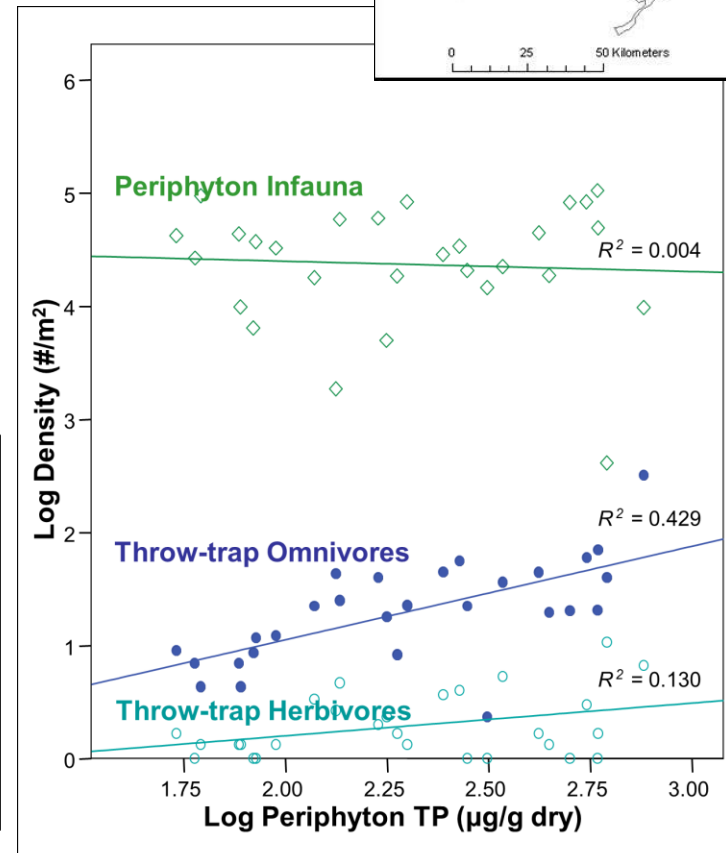 0 25 50 Kilometers
6
Periphyton Infauna
5
R² = 0.004
4
Log Density (#/m²)
3
R² = 0.429
2
Throw-trap Omnivores
1
R² = 0.130
Throw-trap Herbivores
0
1.75 2.00 2.25 2.50 2.75 3.00
Log Periphyton TP (µg/g dry)